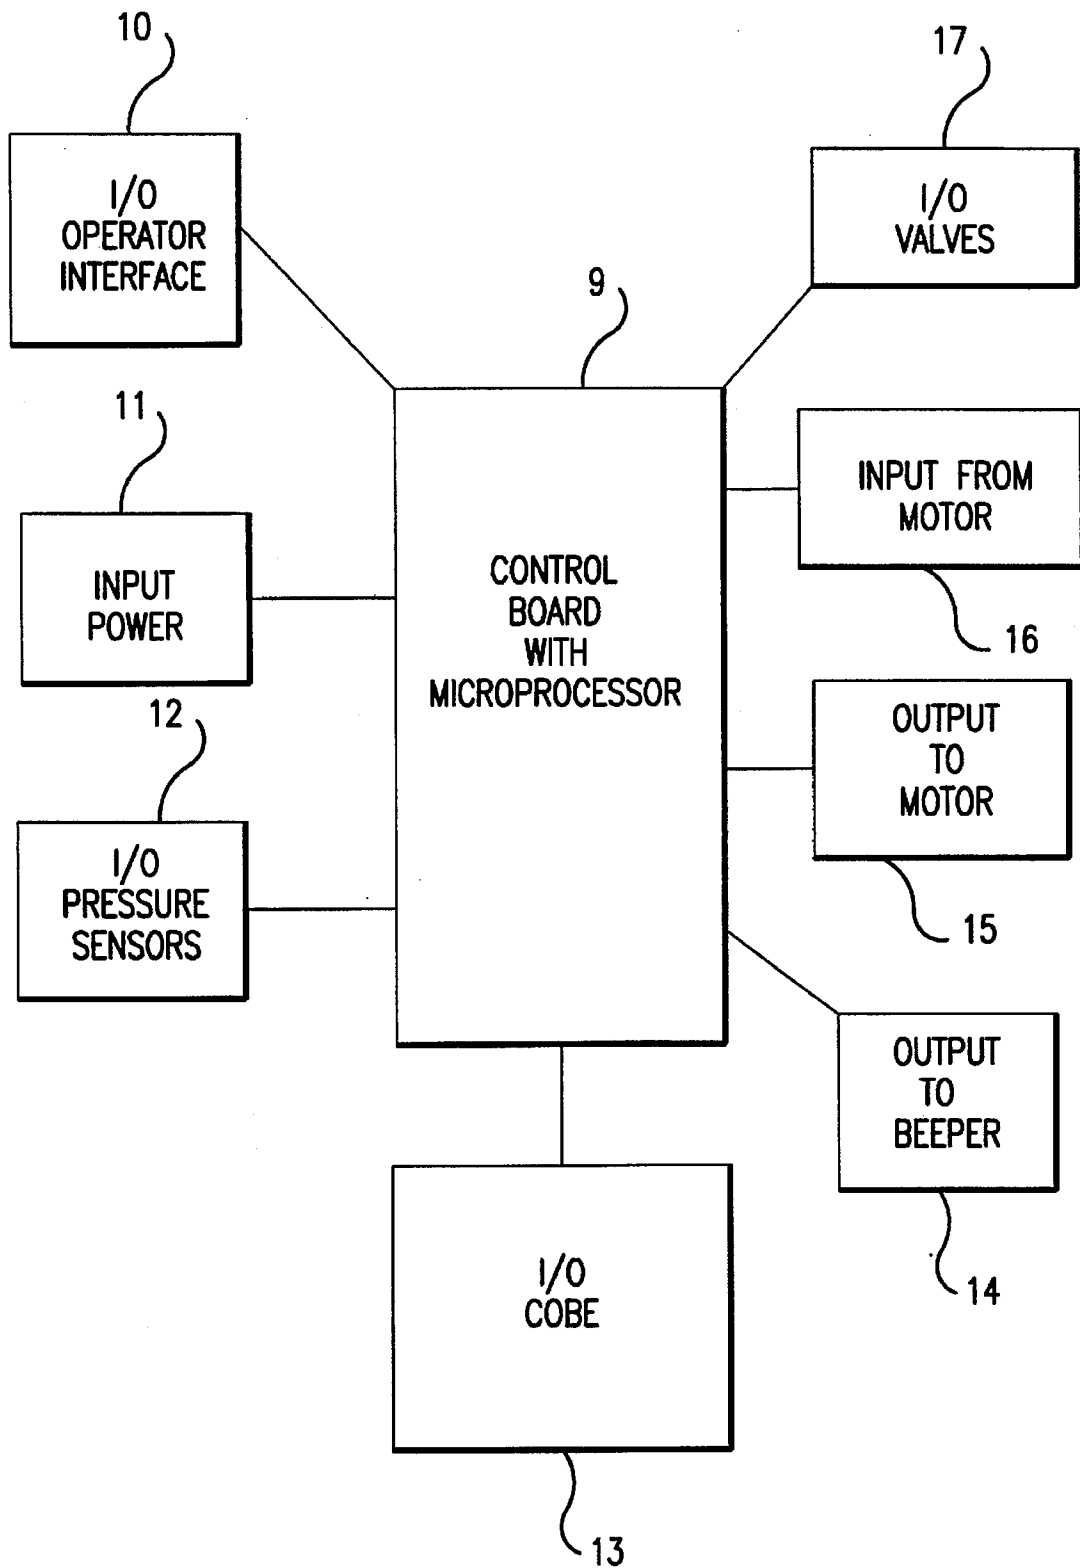 10
I/O
OPERATOR
INTERFACE
17
I/O
VALVES
9
CONTROL
BOARD
WITH
MICROPROCESSOR
11
INPUT
POWER
INPUT FROM
MOTOR
16
12
I/O
PRESSURE
SENSORS
OUTPUT
TO
MOTOR
15
OUTPUT
TO
BEEPER
14
I/O
COBE
13